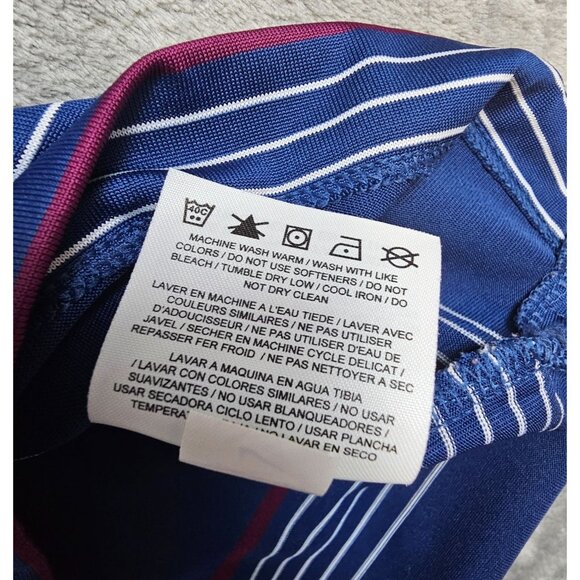 40C
MACHINE WASH WARM / WASH WITH LIKE
COLORS / DO NOT USE SOFTENERS / DO NOT
BLEACH / TUMBLE DRY LOW / COOL IRON / DO
NOT DRY CLEAN
LAVER EN MACHINE A L'EAU TIEDE / LAVER AVEC
COULEURS SIMILAIRES / NE PAS UTILISER
D'ADOUCISSEUR / NE PAS UTILISER D'EAU DE
JAVEL / SECHER EN MACHINE CYCLE DELICAT /
REPASSER FER FROID / NE PAS NETTOYER A SEC
LAVAR A MAQUINA EN AGUA TIBIA
/ LAVAR CON COLORES SIMILARES / NO USAR
SUAVIZANTES / NO USAR BLANQUEADORES /
USAR SECADORA CICLO LENTO / USAR PLANCHA
LAVAR EN SECO